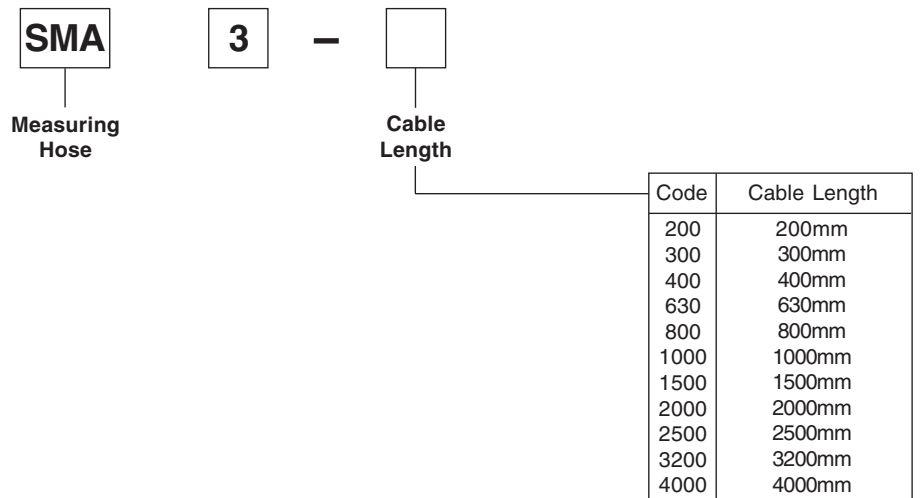 SMA 3 –
Measuring
Hose
Cable
Length
Code Cable Length
200 200mm
300 300mm
400 400mm
630 630mm
800 800mm
1000 1000mm
1500 1500mm
2000 2000mm
2500 2500mm
3200 3200mm
4000 4000mm